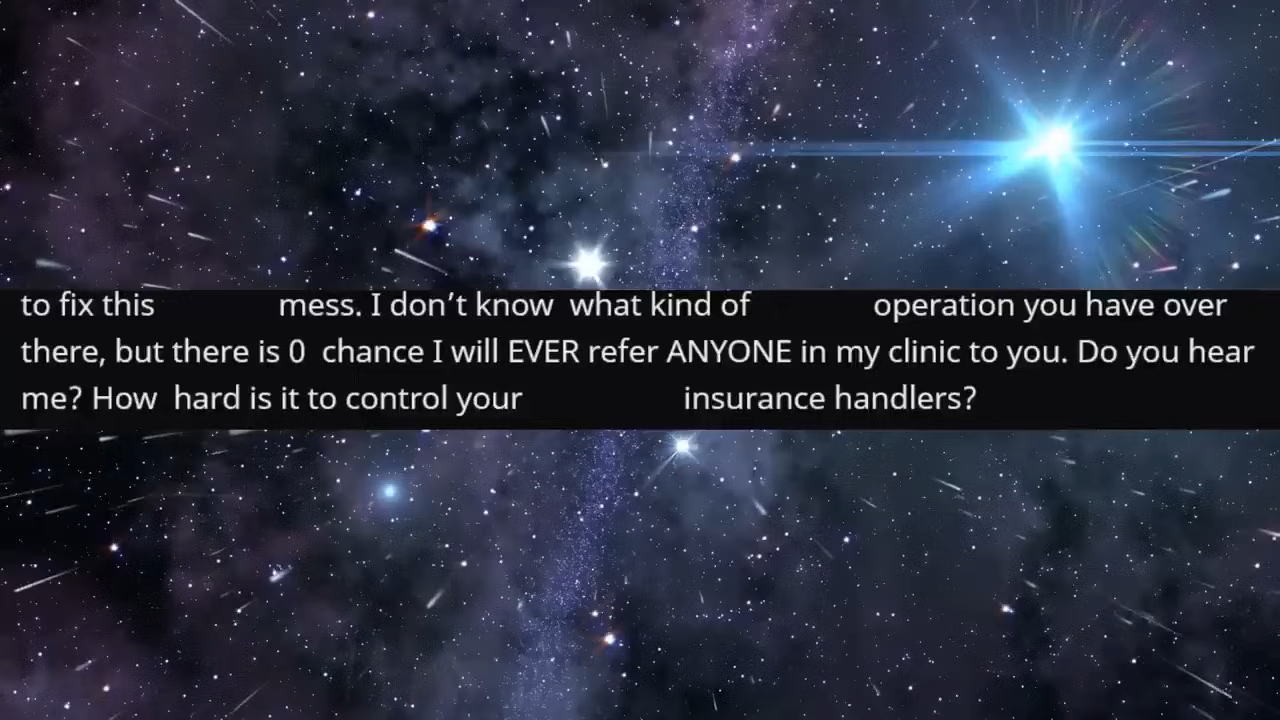 to fix this mess. I don’t know what kind of operation you have over
there, but there is 0 chance I will EVER refer ANYONE in my clinic to you. Do you hear
me? How hard is it to control your insurance handlers?